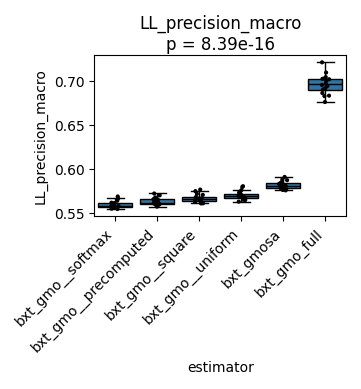 LL_precision_macro
p = 8.39e-16
LL_precision_macro
0.70
0.65
0.60
0.55
bxt_gmo__softmax
bxt_gmo__precomputed
bxt_gmo__square
bxt_gmo__uniform
bxt_gmosa
bxt_gmo_full
estimator